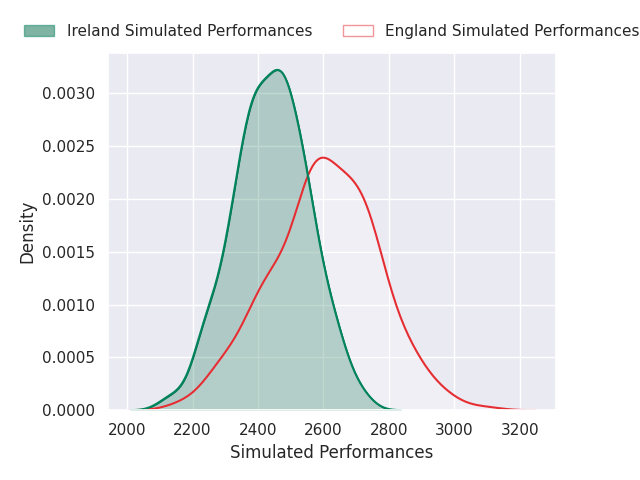 Ireland Simulated Performances England Simulated Performances
0.0030
0.0025
0.0020
0.0015
0.0010
0.0005
0.0000
Density
2000 2200 2400 2600 2800 3000 3200
Simulated Performances